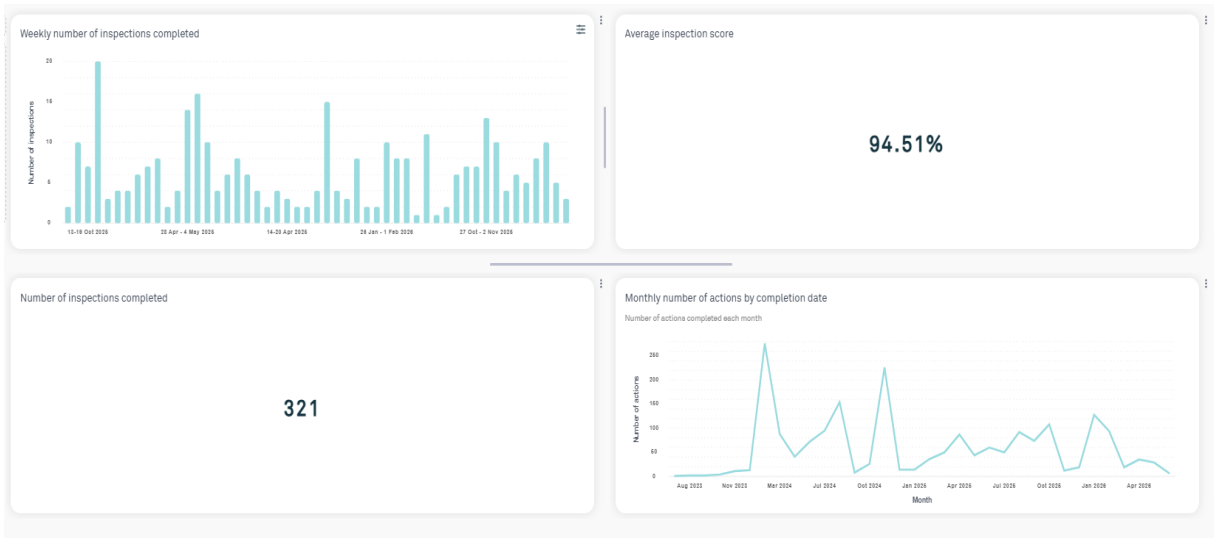 Weekly number of inspections completed
Number of inspections
20
15
10
5
0
13-19 Oct 2025
28 Apr - 4 May 2025
14-20 Apr 2025
26 Jan - 1 Feb 2026
27 Oct - 2 Nov 2025
Average inspection score
94.51%
Number of inspections completed
321
Monthly number of actions by completion date
Number of actions completed each month
Number of actions
250
200
150
100
50
0
Aug 2023
Nov 2023
Mar 2024
Jul 2024
Oct 2024
Jan 2025
Apr 2025
Jul 2025
Oct 2025
Jan 2026
Apr 2026
Month